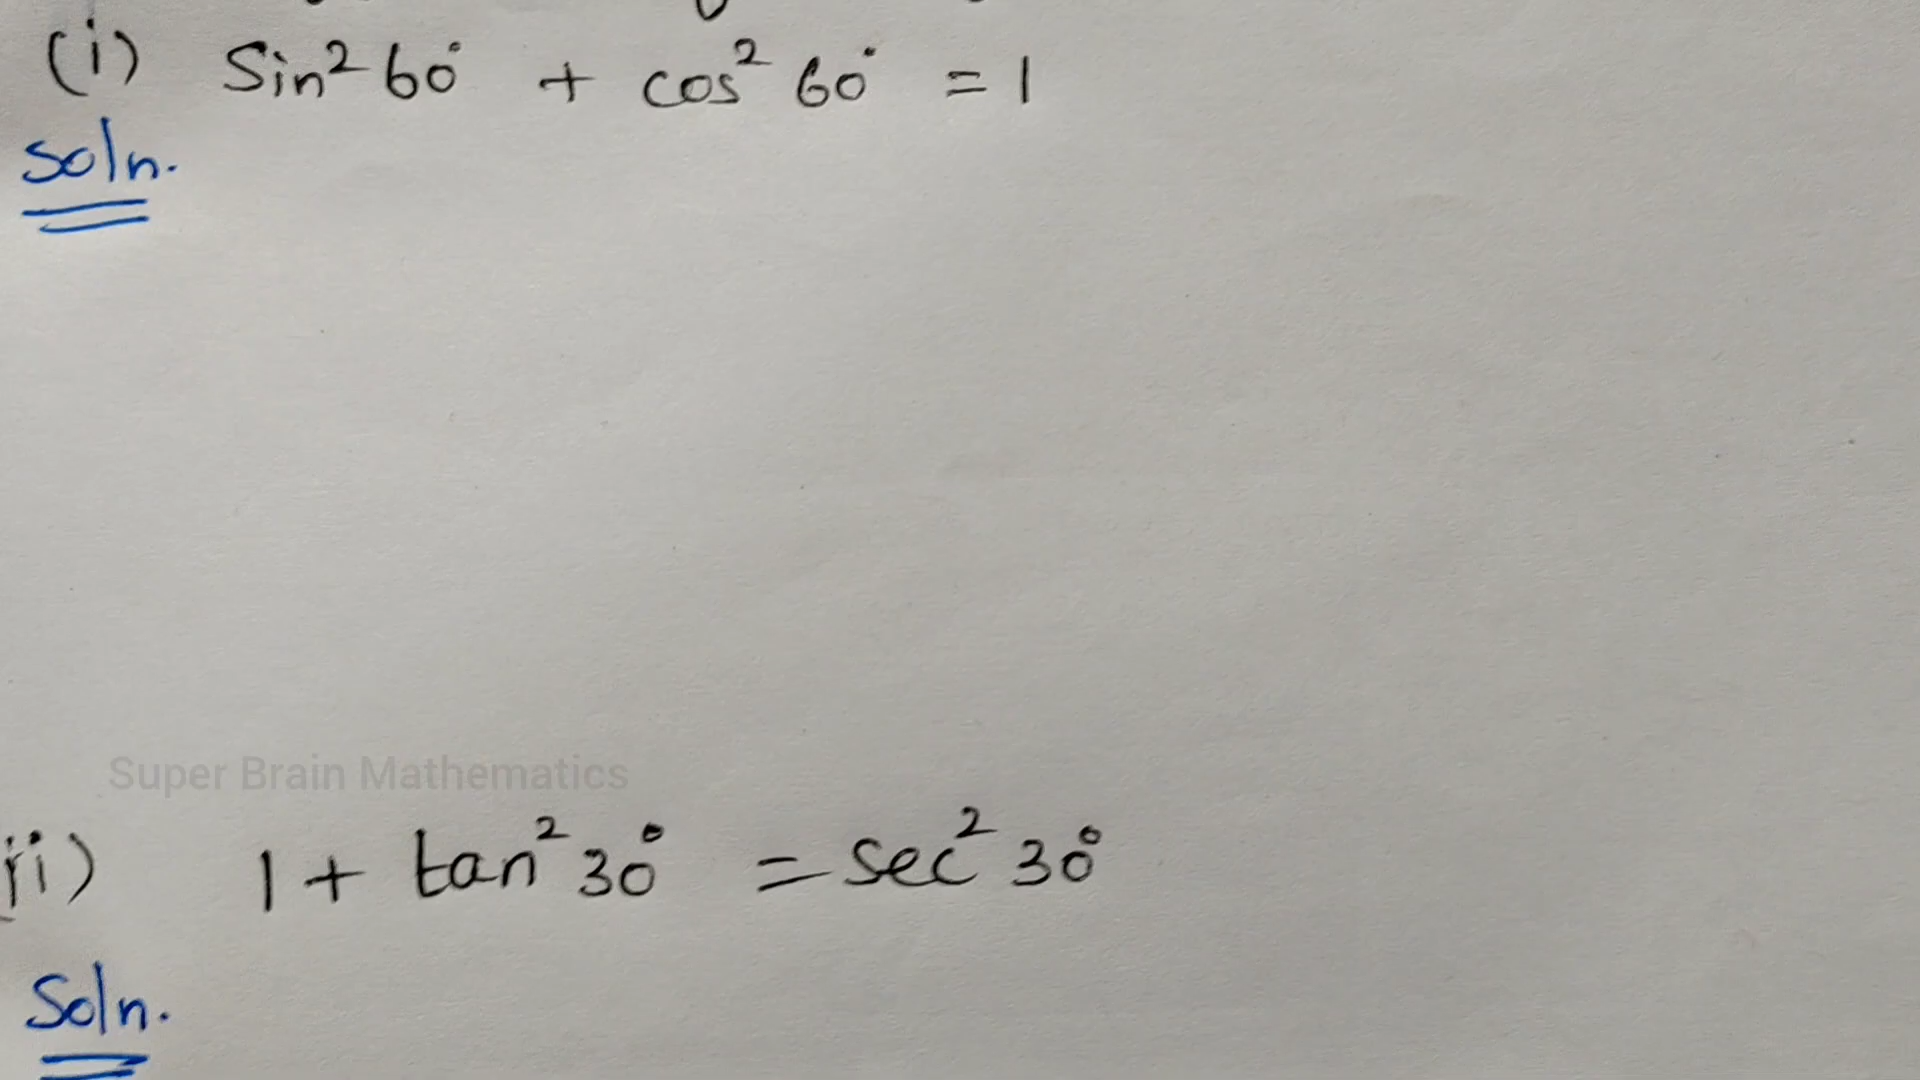 (i) Sin² 60° + cos² 60° = 1
Soln.
Super Brain Mathematics
ii) 1 + tan² 30° = sec² 30°
Soln.